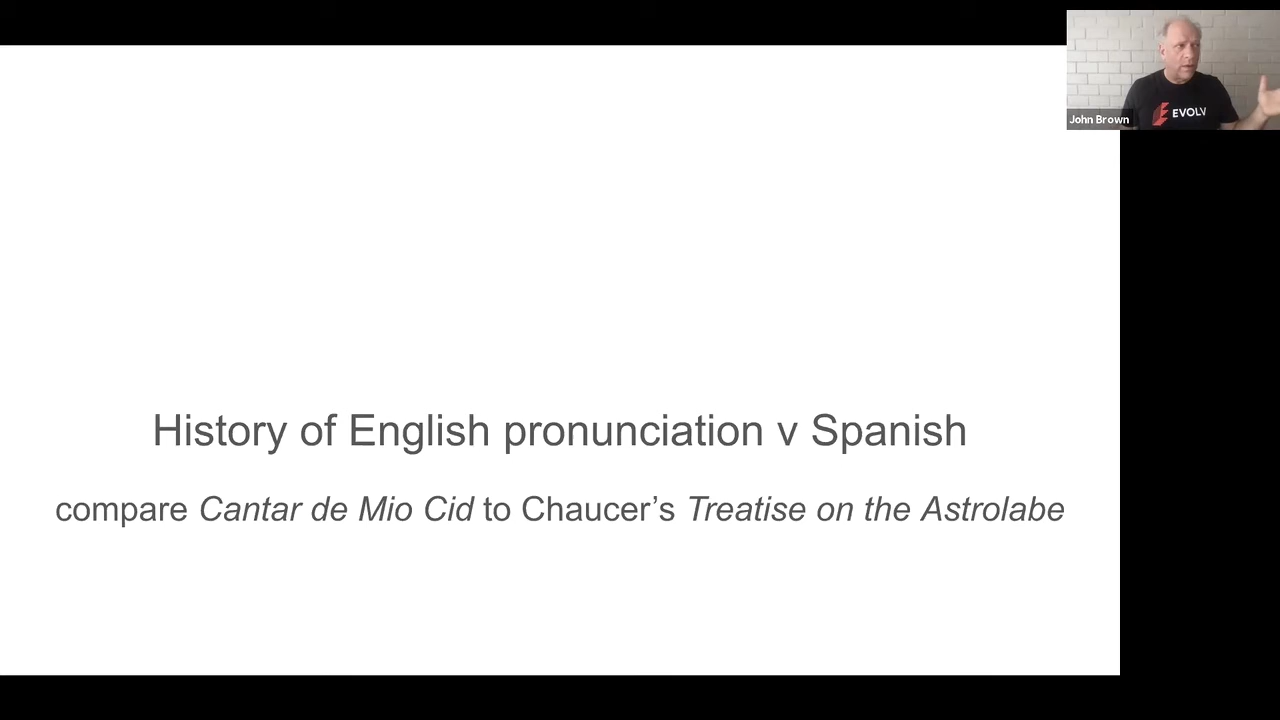 EVOLV
John Brown
History of English pronunciation v Spanish
compare Cantar de Mio Cid to Chaucer’s Treatise on the Astrolabe